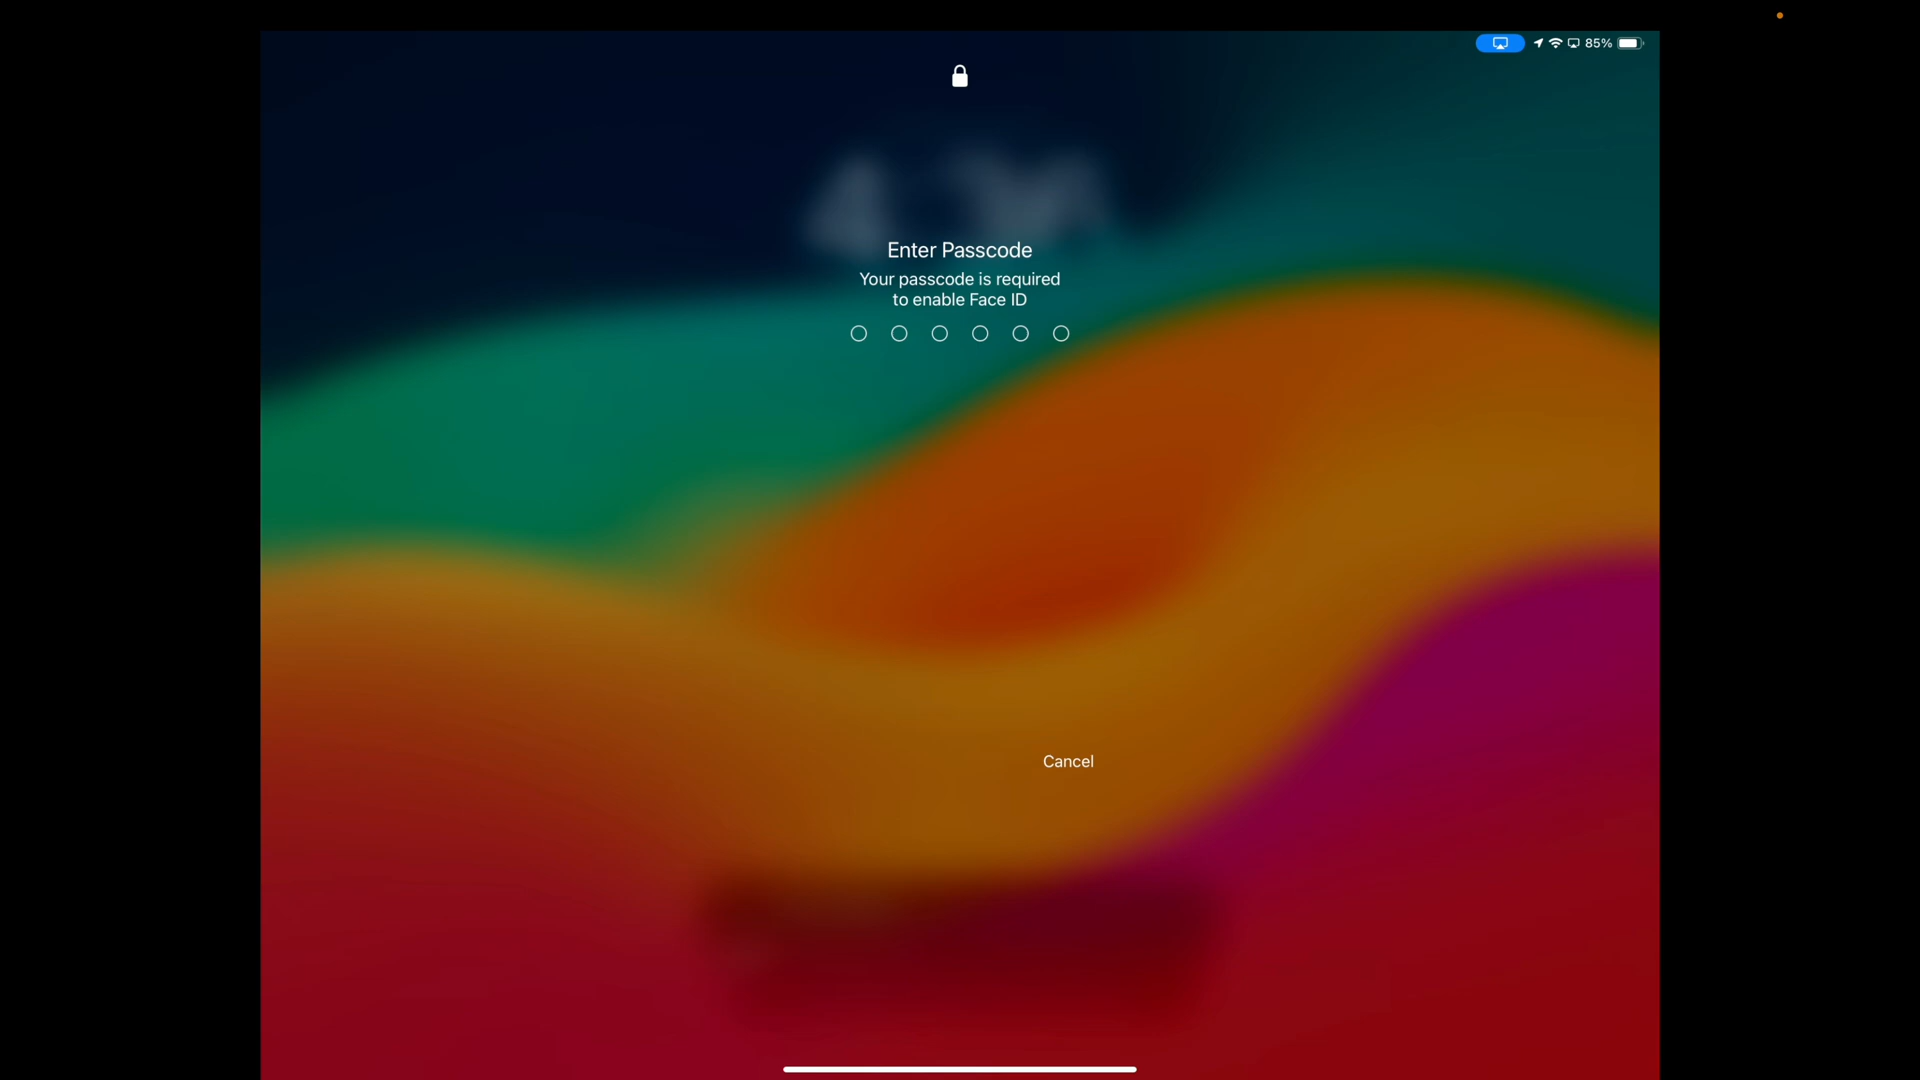 85%
Enter Passcode
Your passcode is required
to enable Face ID
Cancel